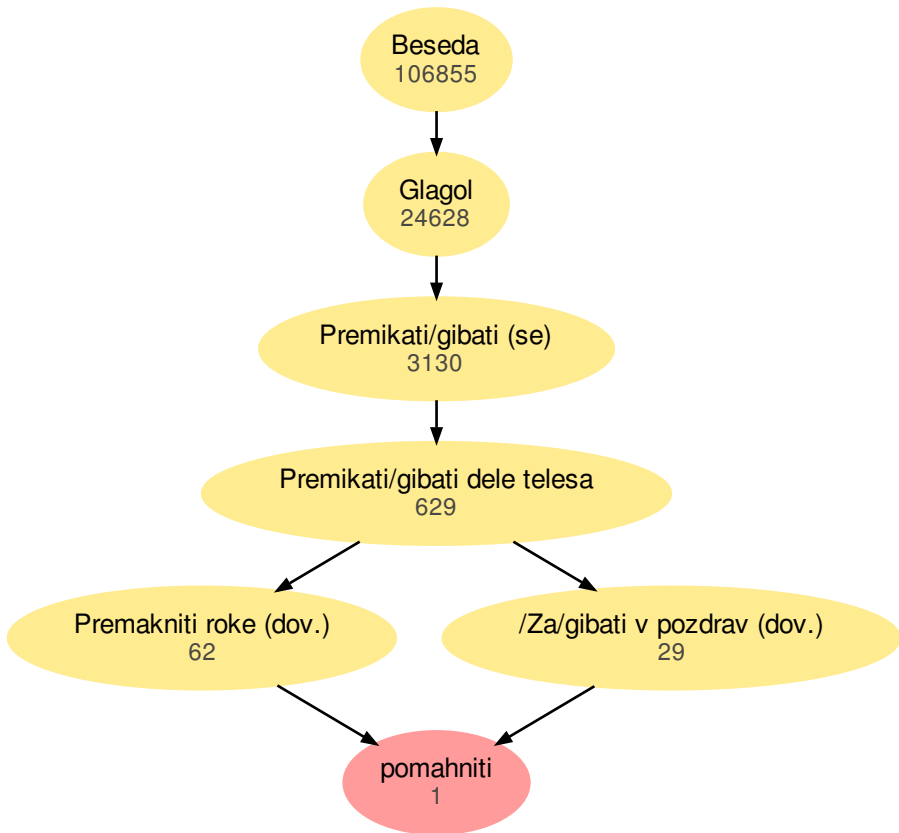 Beseda
106855
Glagol
24628
Premikati/gibati (se)
3130
Premikati/gibati dele telesa
629
Premakniti roke (dov.)
62
/Za/gibati v pozdrav (dov.)
29
pomahniti
1